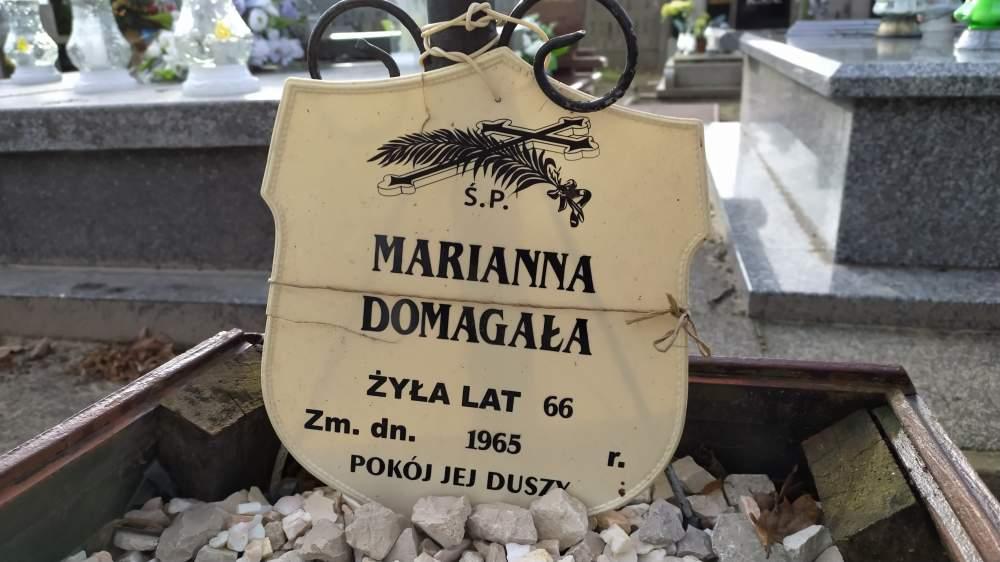 Ś.P.
MARIANNA
DOMAGAŁA
ŻYŁA LAT 66
Zm. dn. 1965 r.
POKÓJ JEJ DUSZY